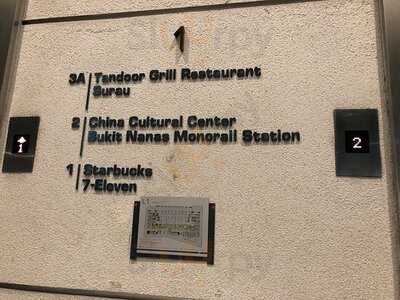 1
3A Tandoor Grill Restaurant
Surau
2 China Cultural Center
Bukit Nanas Monorail Station
1 Starbucks
7-Eleven
1
2
L1